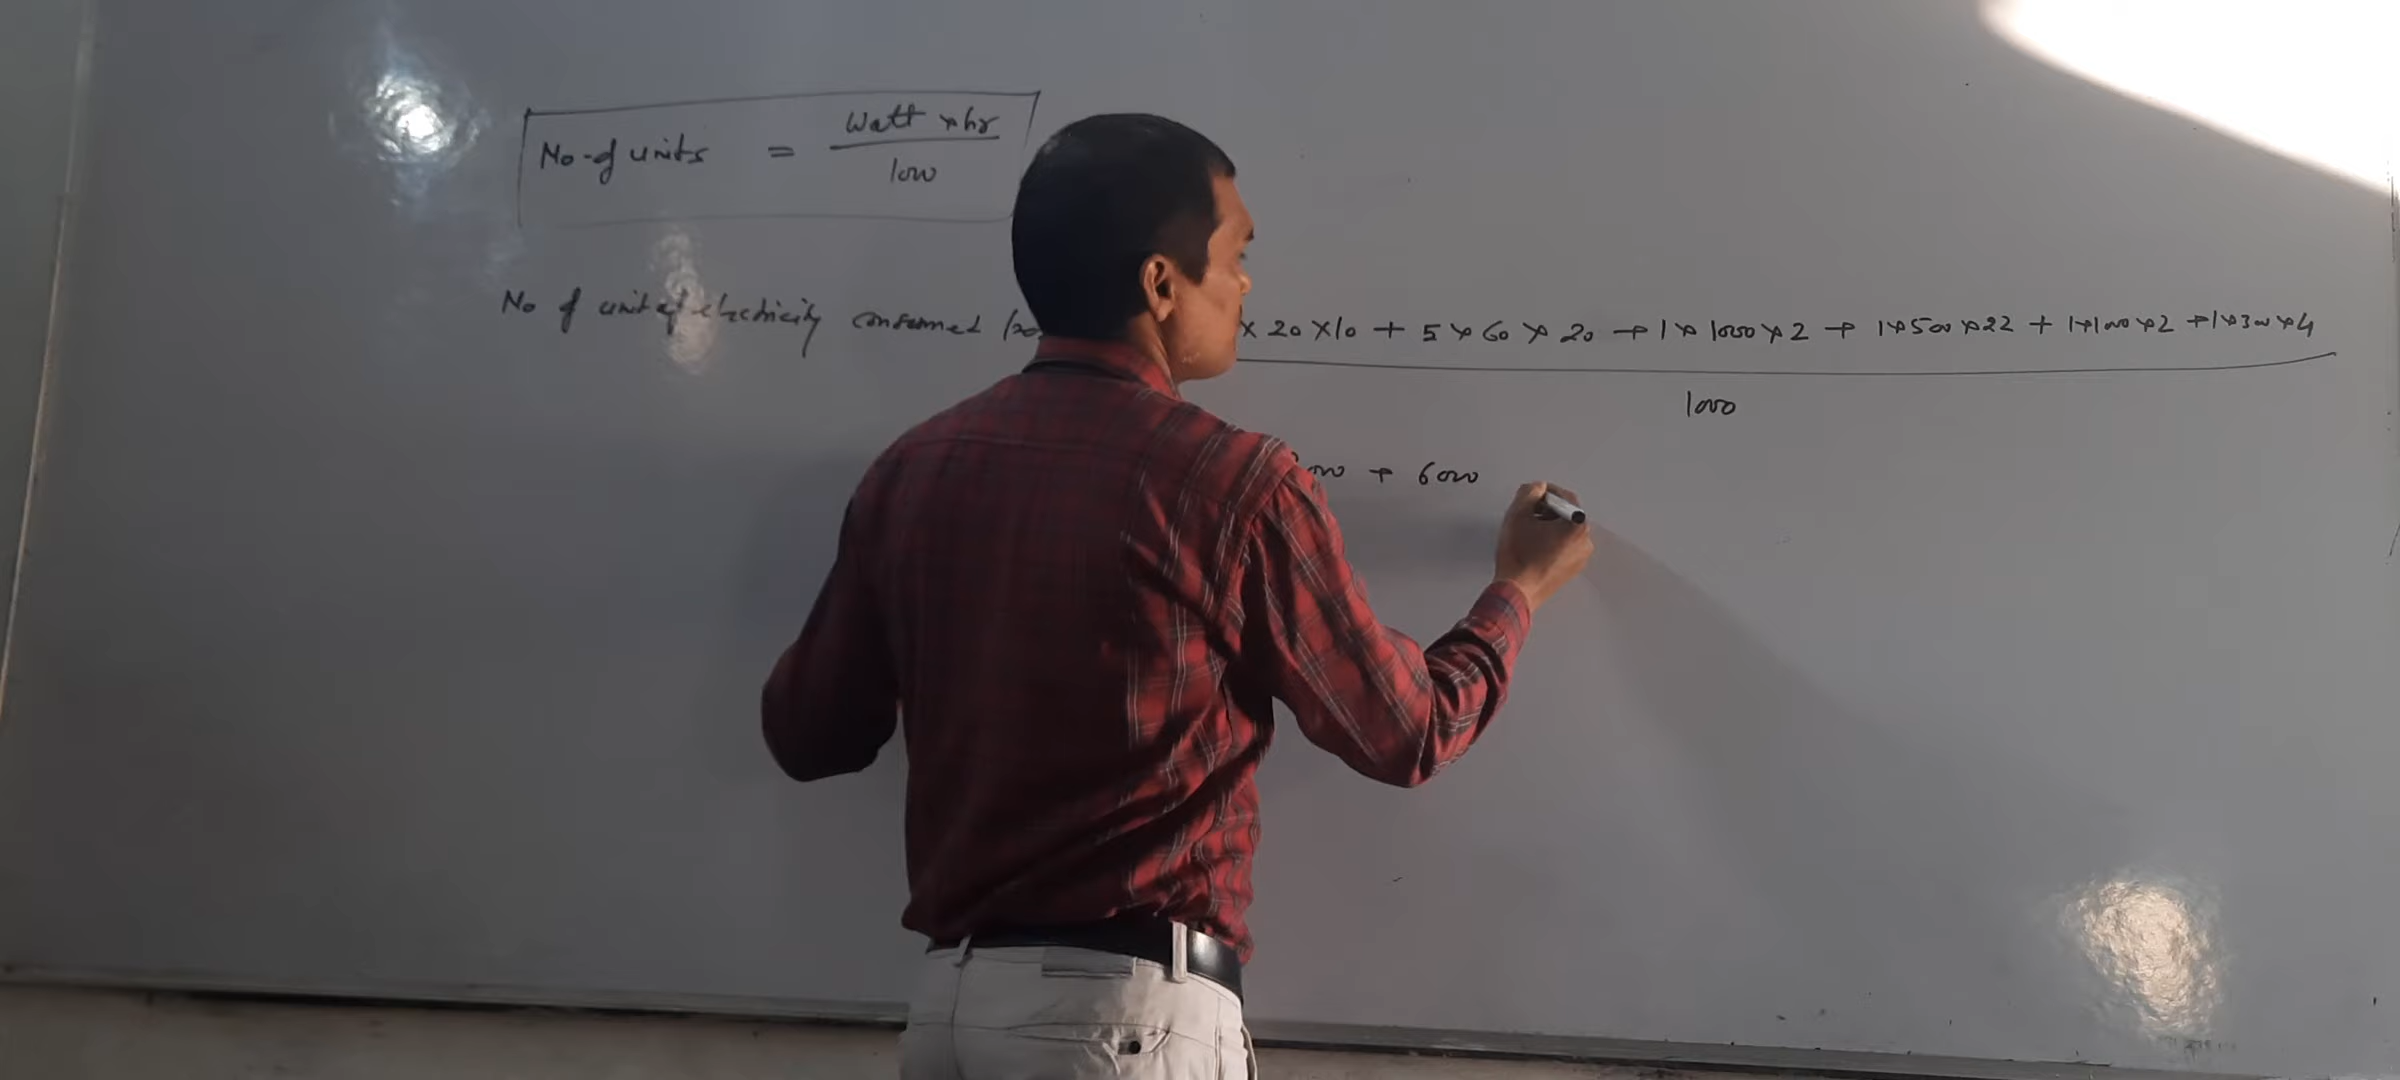 No. of units = Watt × hr
1000
No of unit of electricity consumed × 20 × 10 + 5 × 60 × 20 + 1 × 1000 × 2 + 1 × 500 × 22 + 1 × 100 × 2 + 1 × 300 × 4
1000
+ 6000